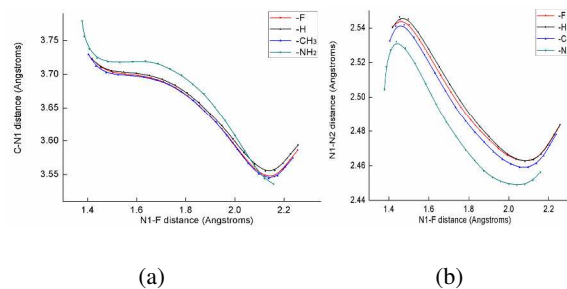 a
-F
-H
-CH3
-NH2
C-N1 distance (Angstroms)
3.75
3.70
3.65
3.60
3.55
1.4 1.6 1.8 2.0 2.2
N1-F distance (Angstroms)
b
-F
-H
-C
-N
N1-N2 distance (Angstroms)
2.54
2.52
2.50
2.48
2.46
2.44
1.4 1.6 1.8 2.0 2.2
N1-F distance (Angstroms)
(a) (b)